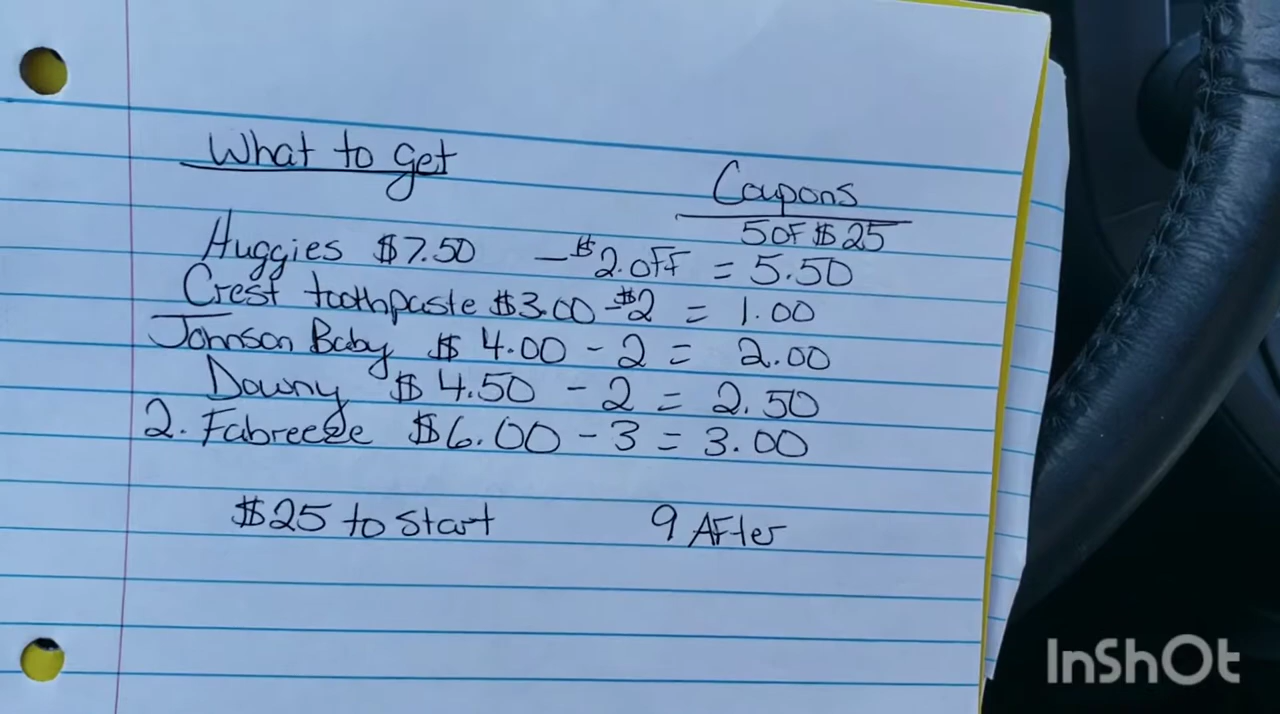 What to get
Coupons
5 OFF $25
Huggies $7.50 -$2.off = 5.50
Crest toothpaste $3.00 -$2 = 1.00
Johnson Baby $4.00 - 2 = 2.00
Downy $4.50 - 2 = 2.50
2. Fabreeze $6.00 - 3 = 3.00
$25 to start 9 After
InShOt